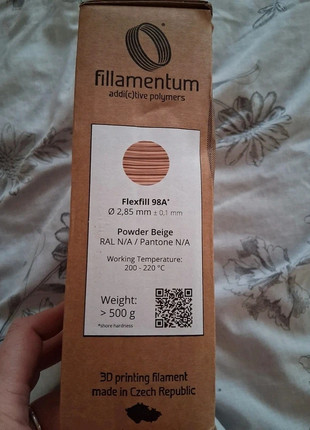 fillamentum
addi(c)tive polymers
Flexfill 98A*
Ø 2,85 mm ± 0,1 mm
Powder Beige
RAL N/A / Pantone N/A
Working Temperature:
200 - 220 °C
Weight:
> 500 g
*shore hardness
3D printing filament
made in Czech Republic